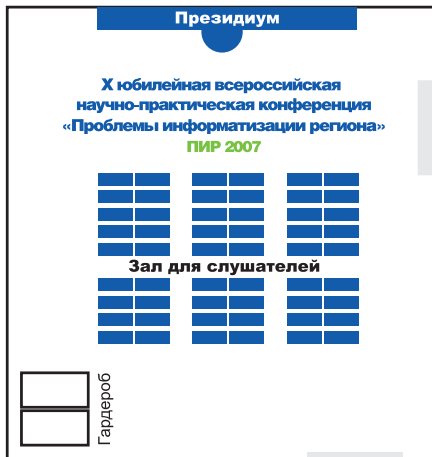 Президиум
X юбилейная всероссийская
научно-практическая конференция
«Проблемы информатизации региона»
ПИР 2007
Зал для слушателей
Гардероб